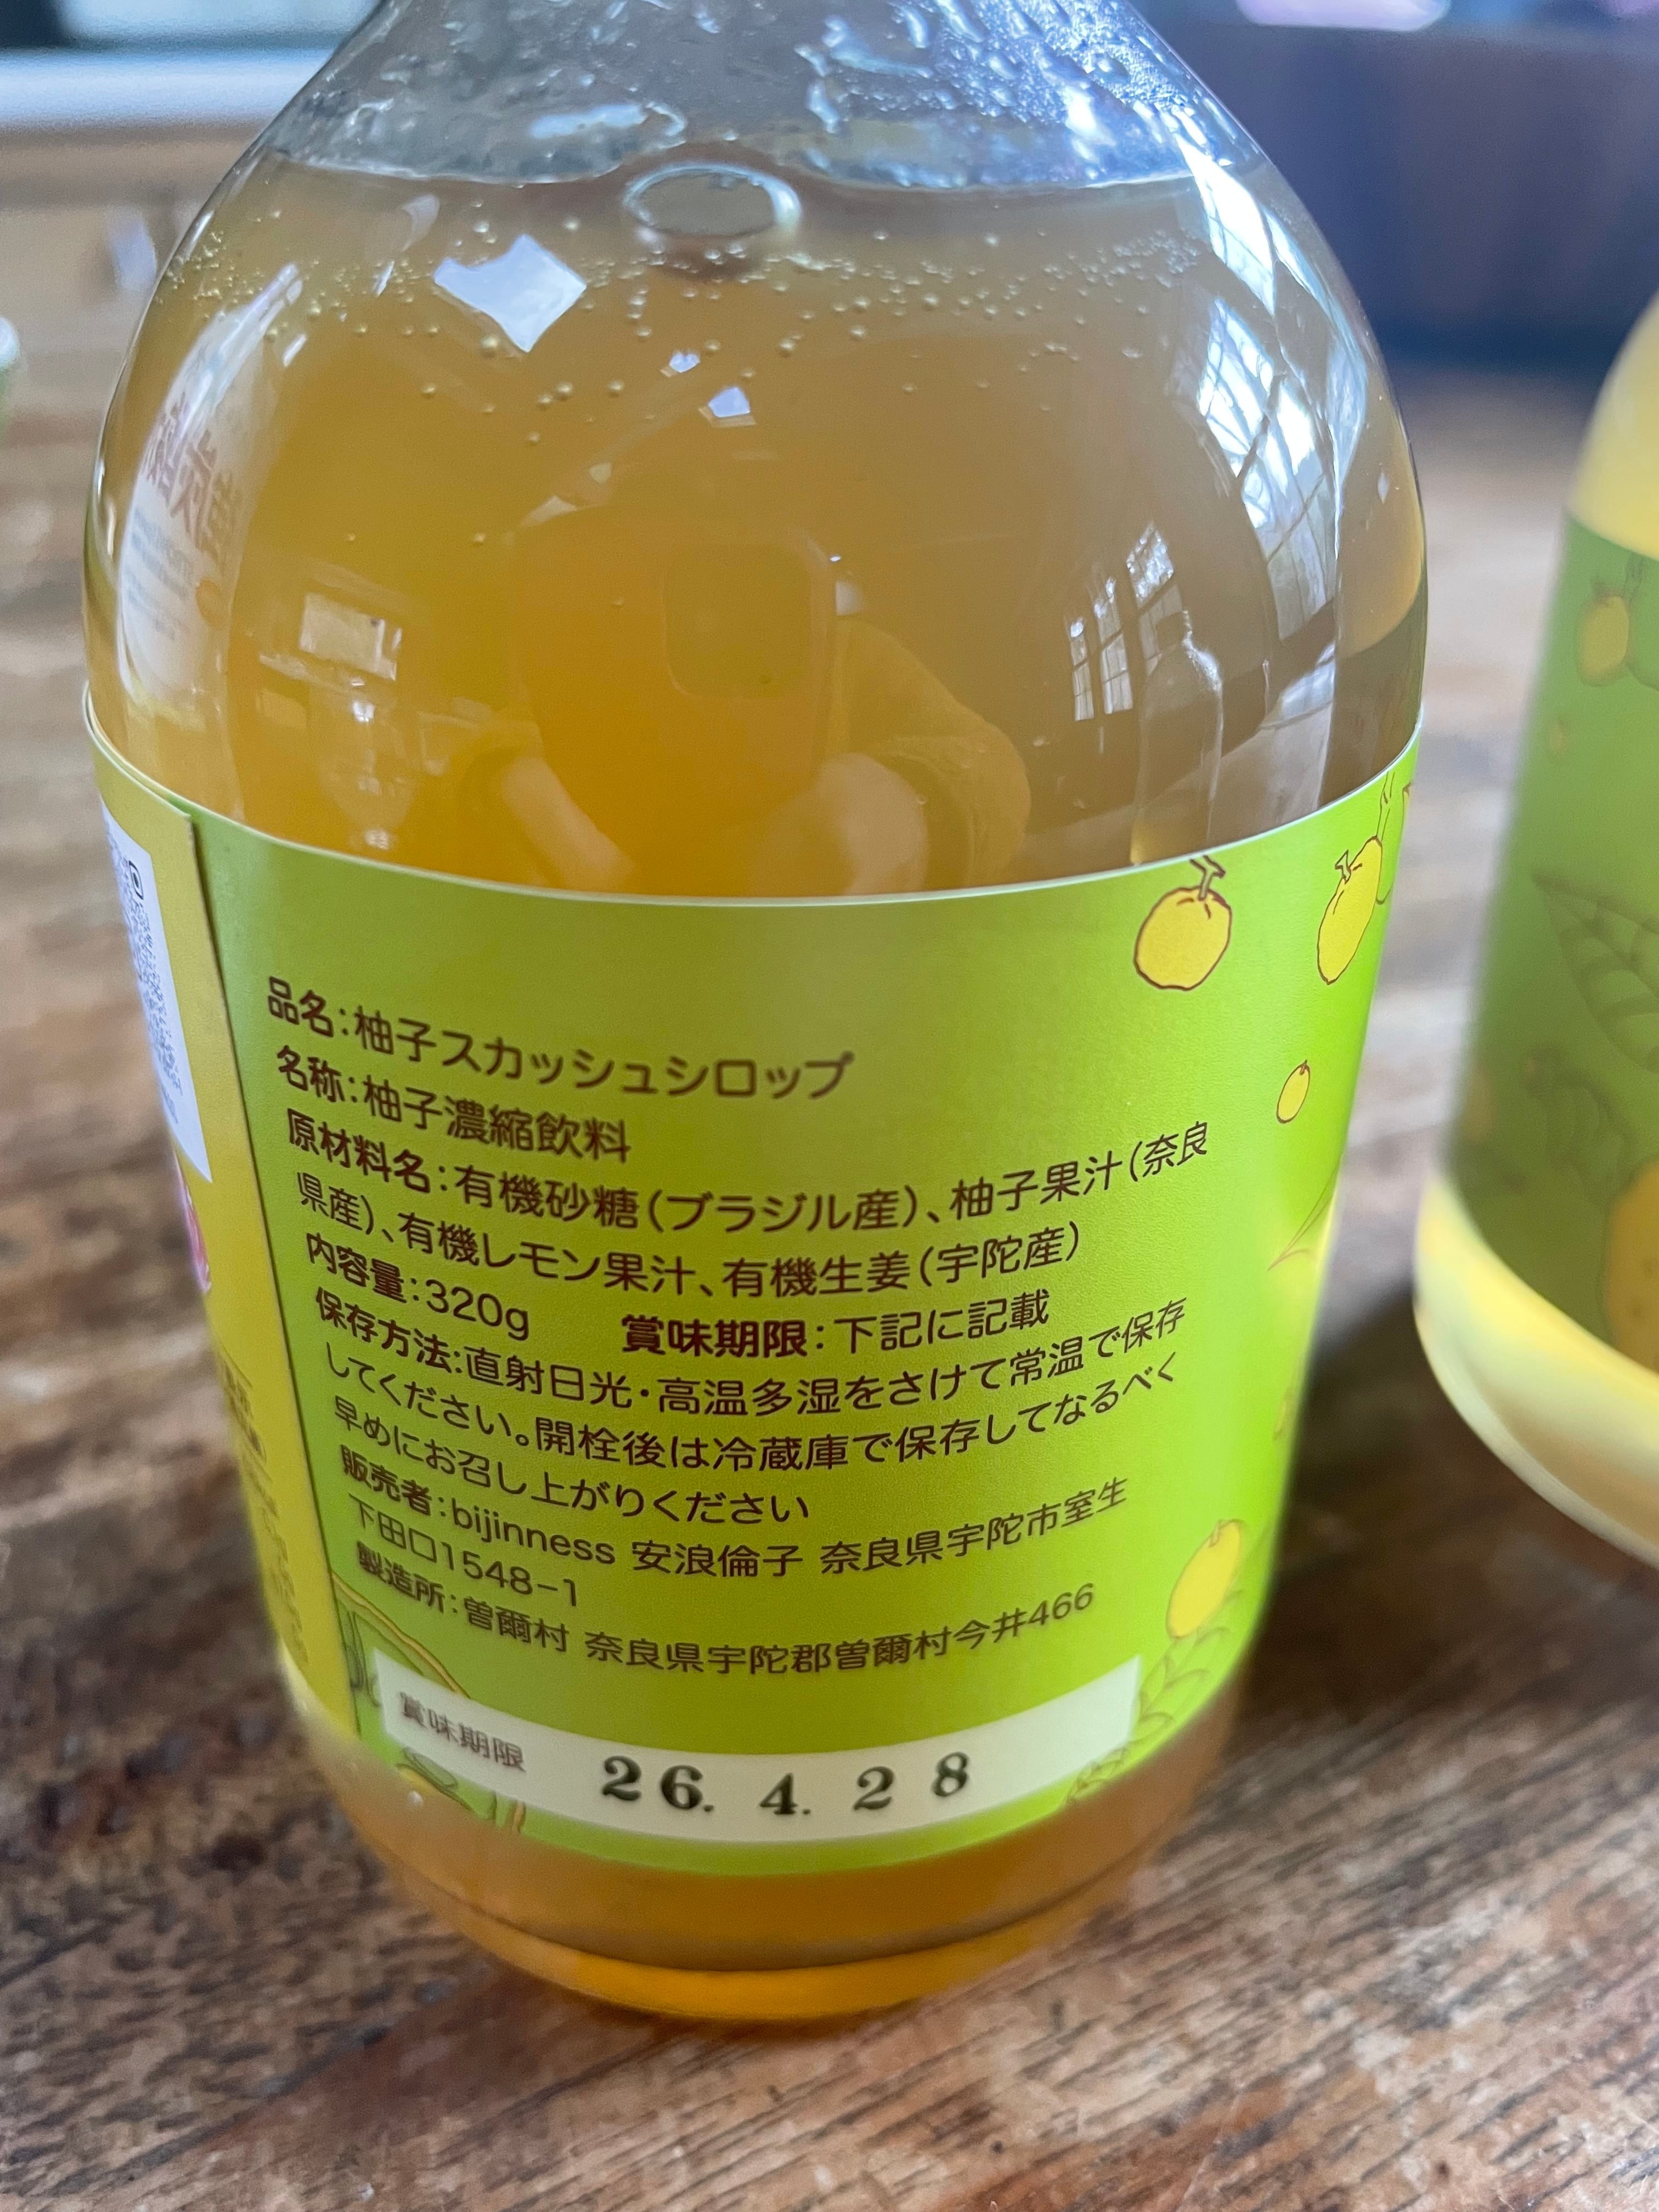 品名：柚子スカッシュシロップ
名称：柚子濃縮飲料
原材料名：有機砂糖（ブラジル産）、柚子果汁（奈良
県産）、有機レモン果汁、有機生姜（宇陀産）
内容量：320g　賞味期限：下記に記載
保存方法：直射日光・高温多湿をさけて常温で保存
してください。開栓後は冷蔵庫で保存してなるべく
早めにお召し上がりください
販売者：bijinness 安浪倫子 奈良県宇陀市室生
下田口1548-1
製造所：曽爾村 奈良県宇陀郡曽爾村今井466
賞味期限 26. 4. 28